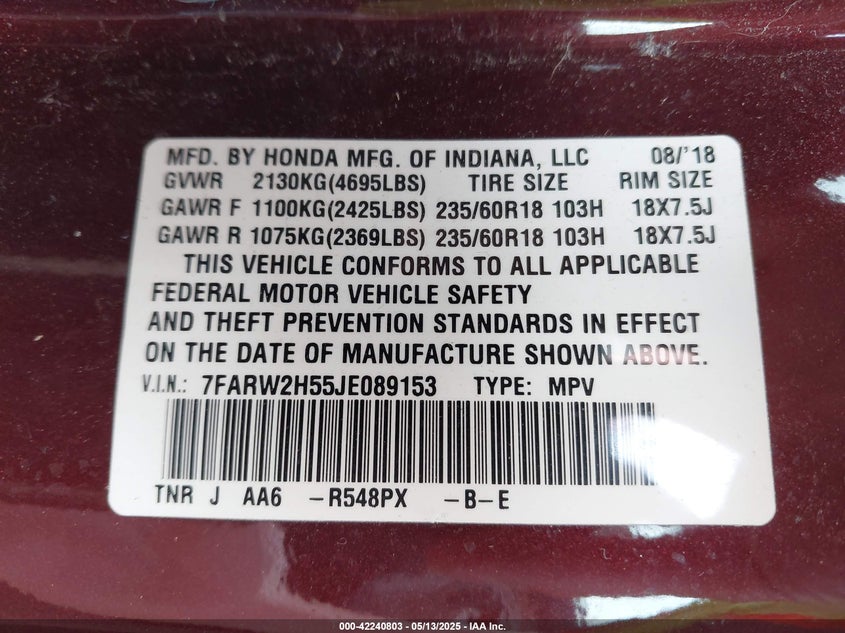 MFD. BY HONDA MFG. OF INDIANA, LLC 08/'18
GVWR 2130KG(4695LBS) TIRE SIZE RIM SIZE
GAWR F 1100KG(2425LBS) 235/60R18 103H 18X7.5J
GAWR R 1075KG(2369LBS) 235/60R18 103H 18X7.5J
THIS VEHICLE CONFORMS TO ALL APPLICABLE
FEDERAL MOTOR VEHICLE SAFETY
AND THEFT PREVENTION STANDARDS IN EFFECT
ON THE DATE OF MANUFACTURE SHOWN ABOVE.
V.I.N.: 7FARW2H55JE089153 TYPE: MPV
TNR J AA6 -R548PX -B-E
000-42240803 - 05/13/2025 - IAA Inc.